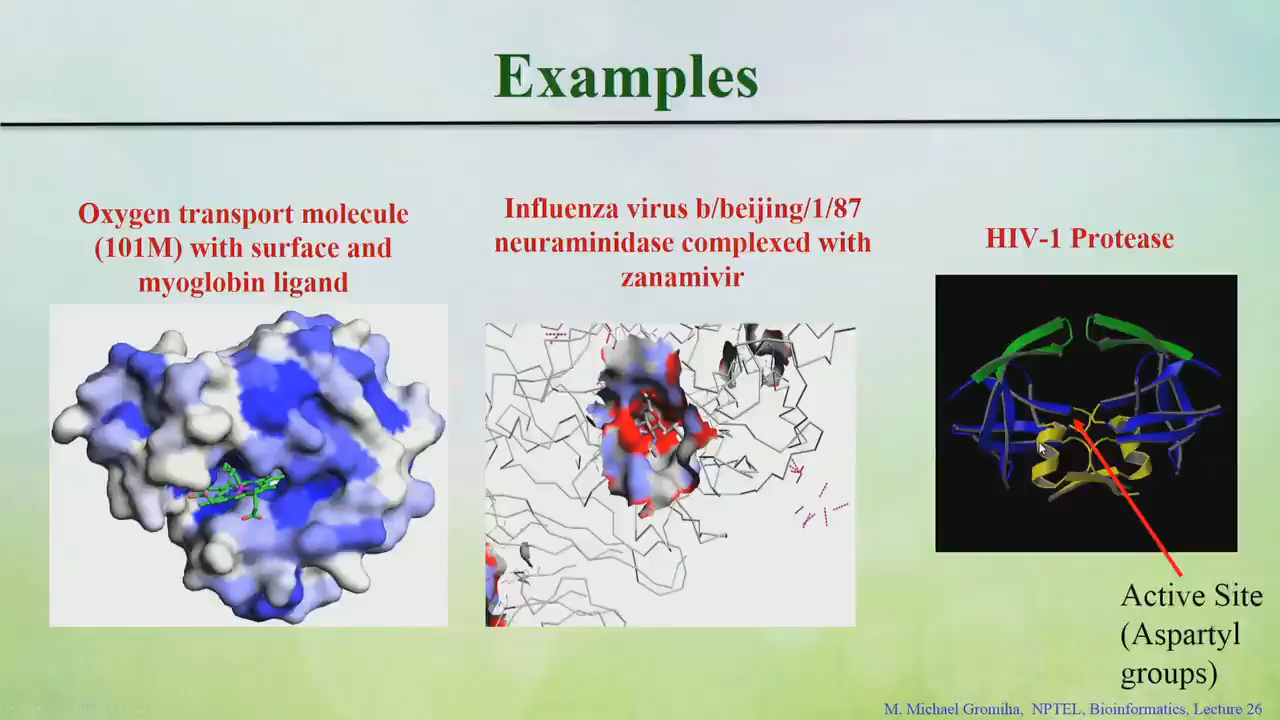 Examples
Oxygen transport molecule
(101M) with surface and
myoglobin ligand
Influenza virus b/beijing/1/87
neuraminidase complexed with
zanamivir
HIV-1 Protease
Active Site
(Aspartyl
groups)
M. Michael Gromiha, NPTEL, Bioinformatics, Lecture 26